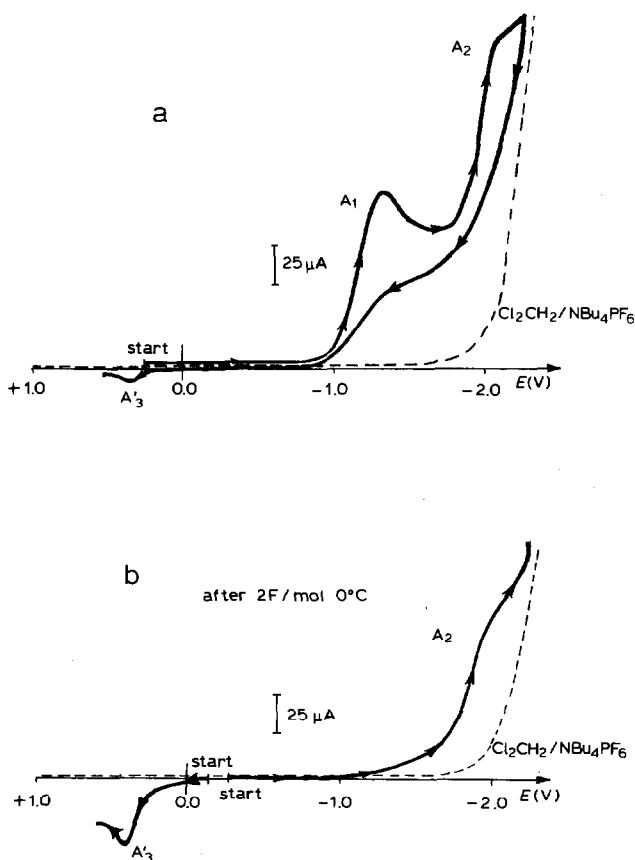 A2
a
A1
25 µA
Cl2CH2/NBu4PF6
start
+1.0 0.0 -1.0 -2.0 E(V)
A'3
b
after 2F/mol 0°C
A2
25 µA
Cl2CH2/NBu4PF6
start
start
+1.0 0.0 -1.0 -2.0 E(V)
A'3